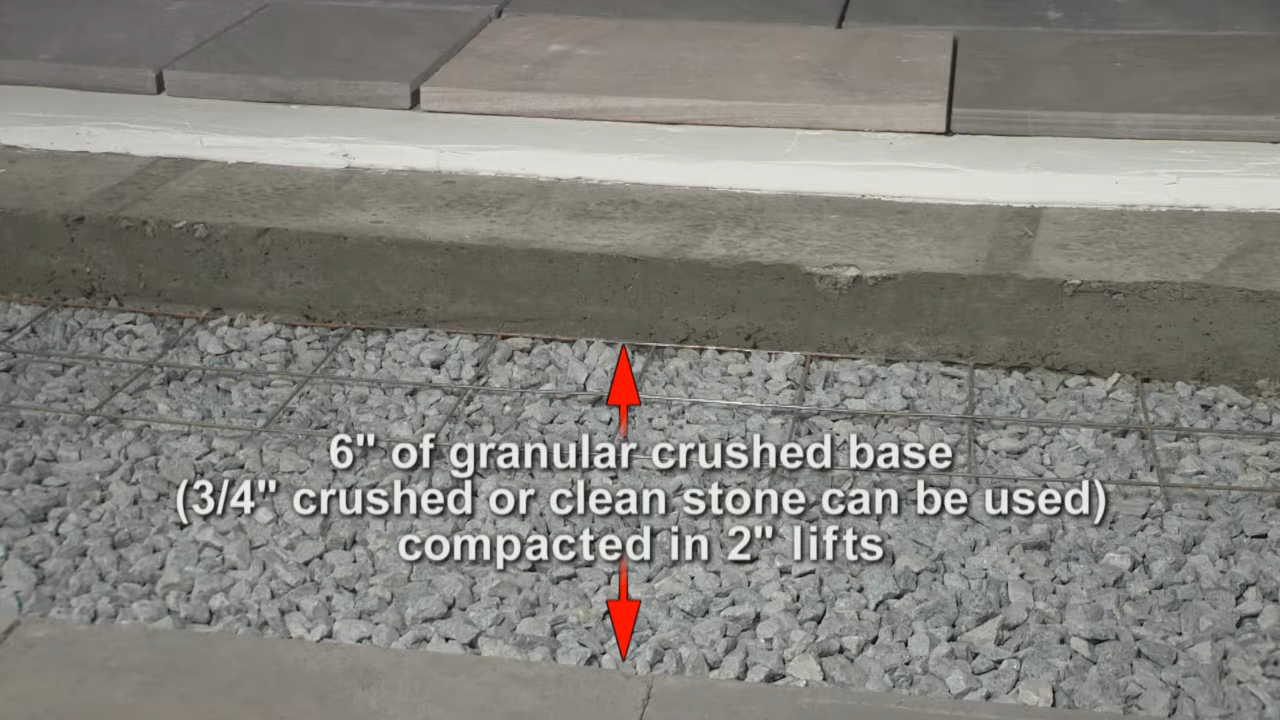 6" of granular crushed base
(3/4" crushed or clean stone can be used)
compacted in 2" lifts